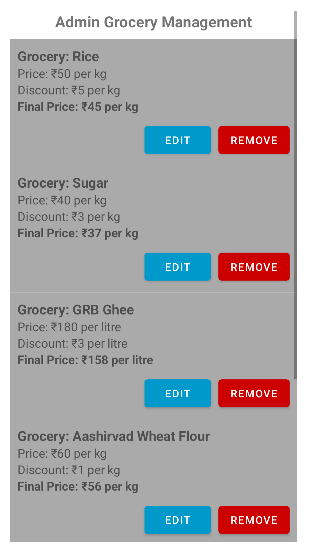 Admin Grocery Management
Grocery: Rice
Price: ₹50 per kg
Discount: ₹5 per kg
Final Price: ₹45 per kg
EDIT REMOVE
Grocery: Sugar
Price: ₹40 per kg
Discount: ₹3 per kg
Final Price: ₹37 per kg
EDIT REMOVE
Grocery: GRB Ghee
Price: ₹180 per litre
Discount: ₹3 per litre
Final Price: ₹158 per litre
EDIT REMOVE
Grocery: Aashirvad Wheat Flour
Price: ₹60 per kg
Discount: ₹1 per kg
Final Price: ₹56 per kg
EDIT REMOVE